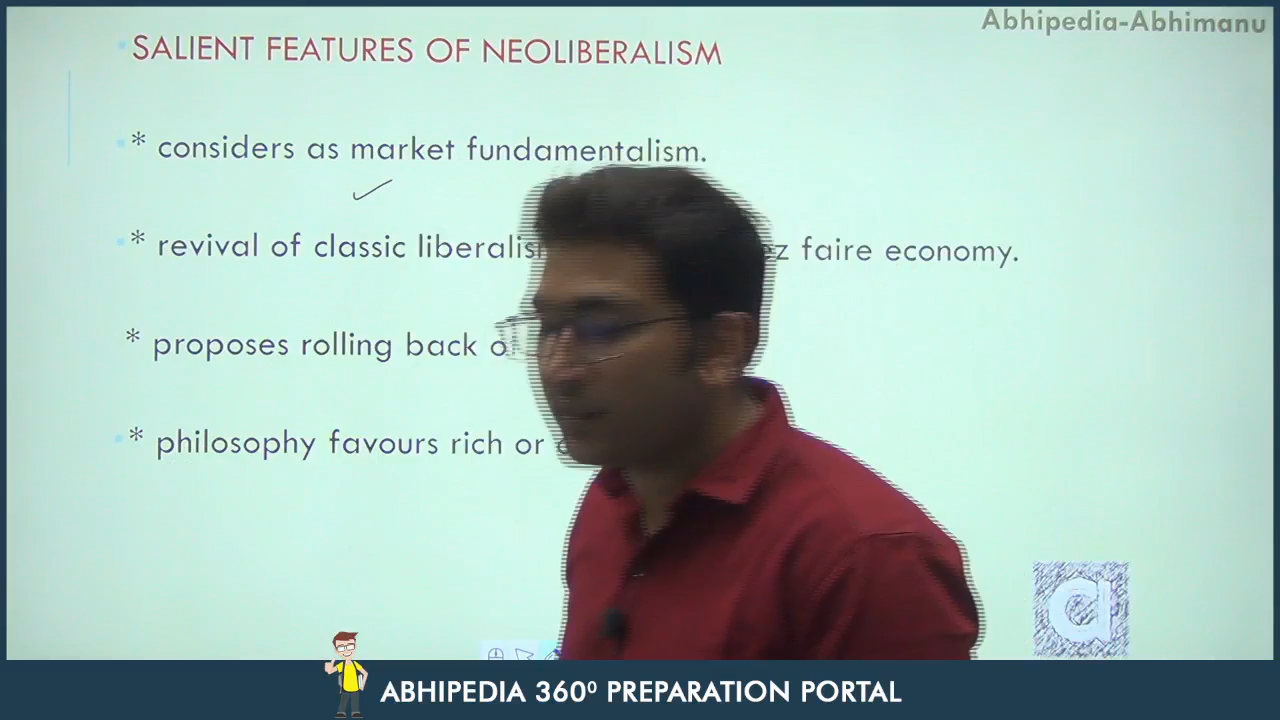 Abhipedia-Abhimanu
SALIENT FEATURES OF NEOLIBERALISM
* considers as market fundamentalism.
* revival of classic faire economy.
* proposes rolling back
* philosophy favours rich or
a
ABHIPEDIA 360⁰ PREPARATION PORTAL